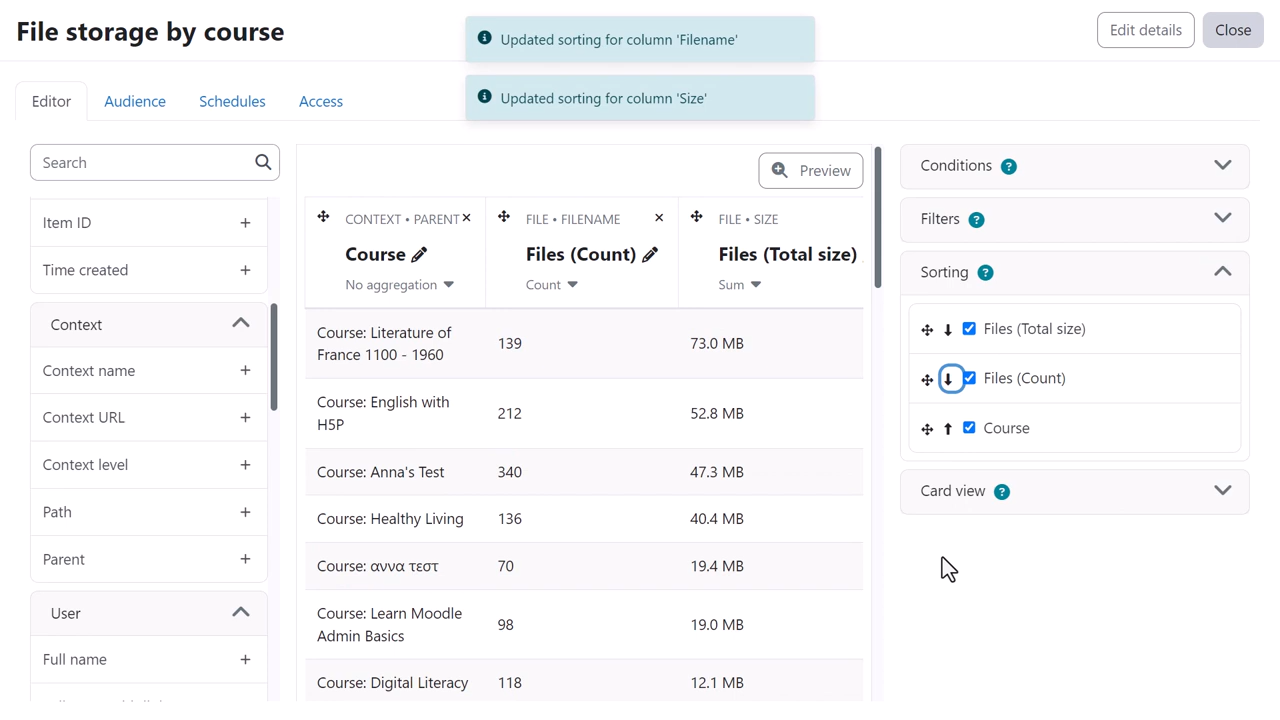 File storage by course
Updated sorting for column 'Filename'
Updated sorting for column 'Size'
Edit details
Close
Editor
Audience
Schedules
Access
Search
Item ID
Time created
Context
Context name
Context URL
Context level
Path
Parent
User
Full name
Preview
CONTEXT • PARENT
Course
No aggregation
FILE • FILENAME
Files (Count)
Count
FILE • SIZE
Files (Total size)
Sum
Course: Literature of
France 1100 - 1960
139
73.0 MB
Course: English with
H5P
212
52.8 MB
Course: Anna's Test
340
47.3 MB
Course: Healthy Living
136
40.4 MB
Course: αννα τεστ
70
19.4 MB
Course: Learn Moodle
Admin Basics
98
19.0 MB
Course: Digital Literacy
118
12.1 MB
Conditions ?
Filters ?
Sorting ?
Files (Total size)
Files (Count)
Course
Card view ?